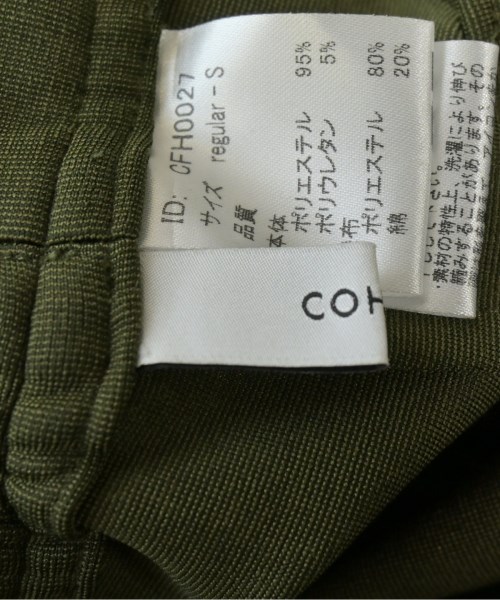 ID. CFH0027
サイズ regular - S
品質
本体
ポリエステル 95%
ポリウレタン 5%
布
ポリエステル 80%
綿 20%
素材の特性上、洗濯により伸び
縮みすることがあります。その
COH